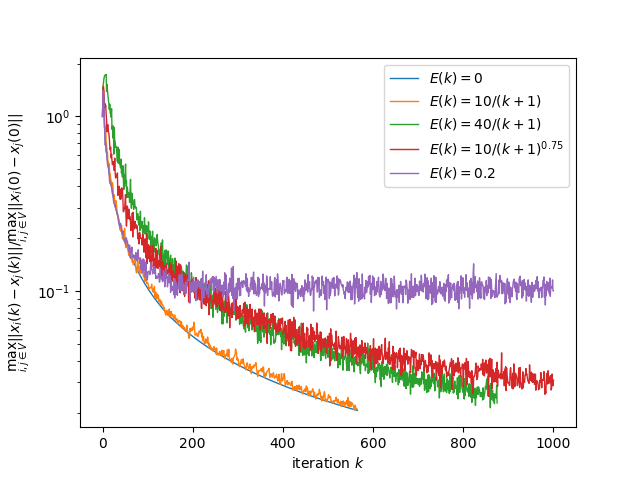 E(k) = 0
E(k) = 10/(k + 1)
E(k) = 40/(k + 1)
E(k) = 10/(k + 1)^{0.75}
E(k) = 0.2
max_{i,j∈V} ||x_i(k) − x_j(k)|| / max_{i,j∈V} ||x_i(0) − x_j(0)||
10^0
10^{−1}
0 200 400 600 800 1000
iteration k